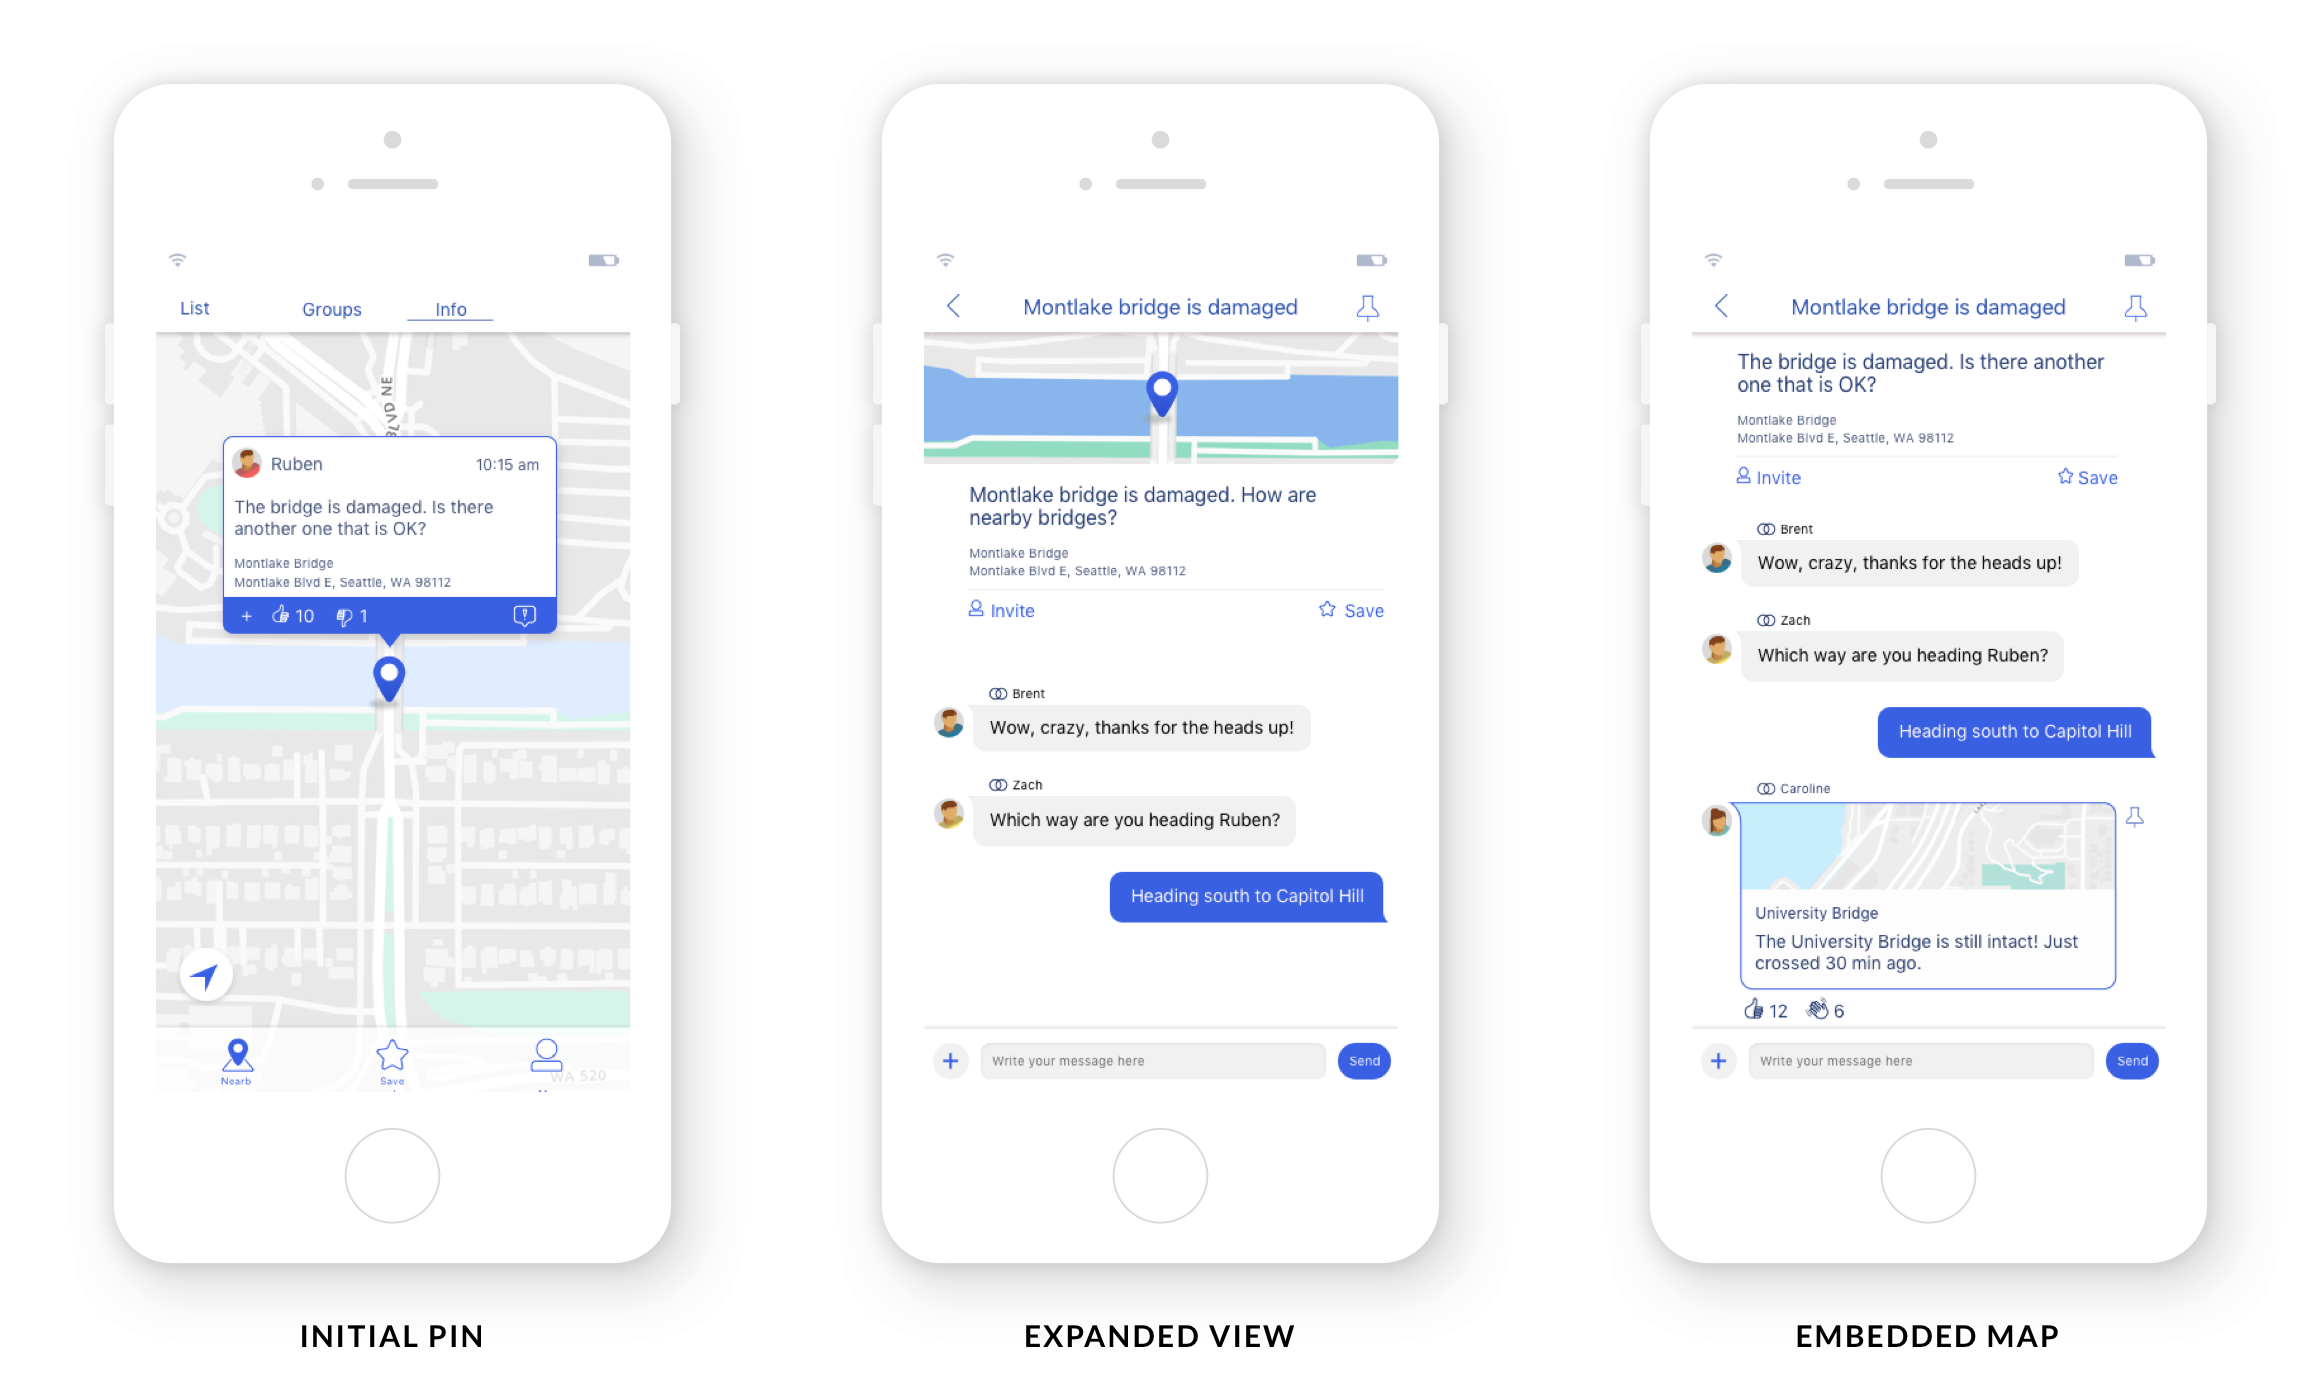 List
Groups
Info
BLVD NE
Ruben
10:15 am
The bridge is damaged. Is there
another one that is OK?
Montlake Bridge
Montlake Blvd E, Seattle, WA 98112
+ 10 1
Nearb
Save
WA 520
INITIAL PIN
Montlake bridge is damaged
Montlake bridge is damaged. How are
nearby bridges?
Montlake Bridge
Montlake Blvd E, Seattle, WA 98112
Invite
Save
Brent
Wow, crazy, thanks for the heads up!
Zach
Which way are you heading Ruben?
Heading south to Capitol Hill
+
Write your message here
Send
EXPANDED VIEW
Montlake bridge is damaged
The bridge is damaged. Is there another
one that is OK?
Montlake Bridge
Montlake Blvd E, Seattle, WA 98112
Invite
Save
Brent
Wow, crazy, thanks for the heads up!
Zach
Which way are you heading Ruben?
Heading south to Capitol Hill
Caroline
University Bridge
The University Bridge is still intact! Just
crossed 30 min ago.
12 6
+
Write your message here
Send
EMBEDDED MAP